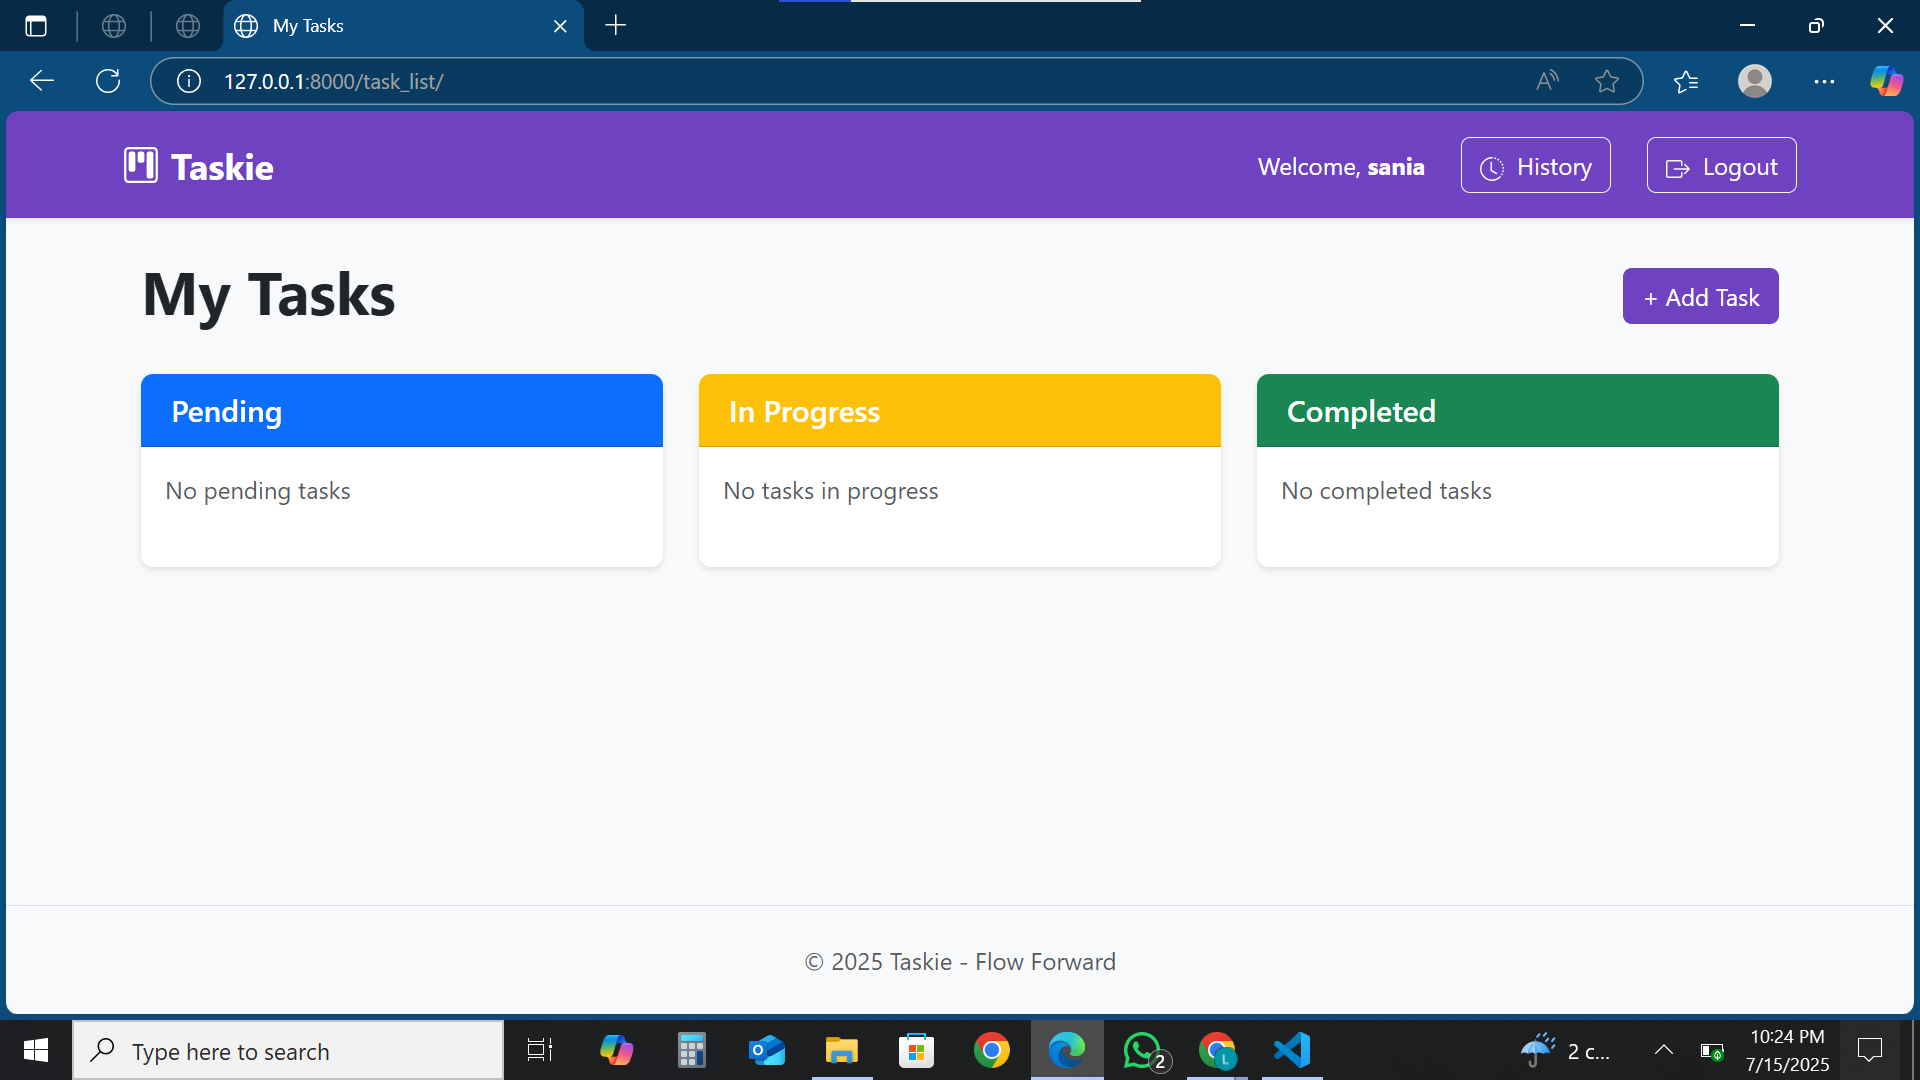 My Tasks
127.0.0.1:8000/task_list/
Taskie
Welcome, sania
History
Logout
My Tasks
+ Add Task
Pending
In Progress
Completed
No pending tasks
No tasks in progress
No completed tasks
© 2025 Taskie - Flow Forward
Type here to search
2
L
2 c...
10:24 PM
7/15/2025